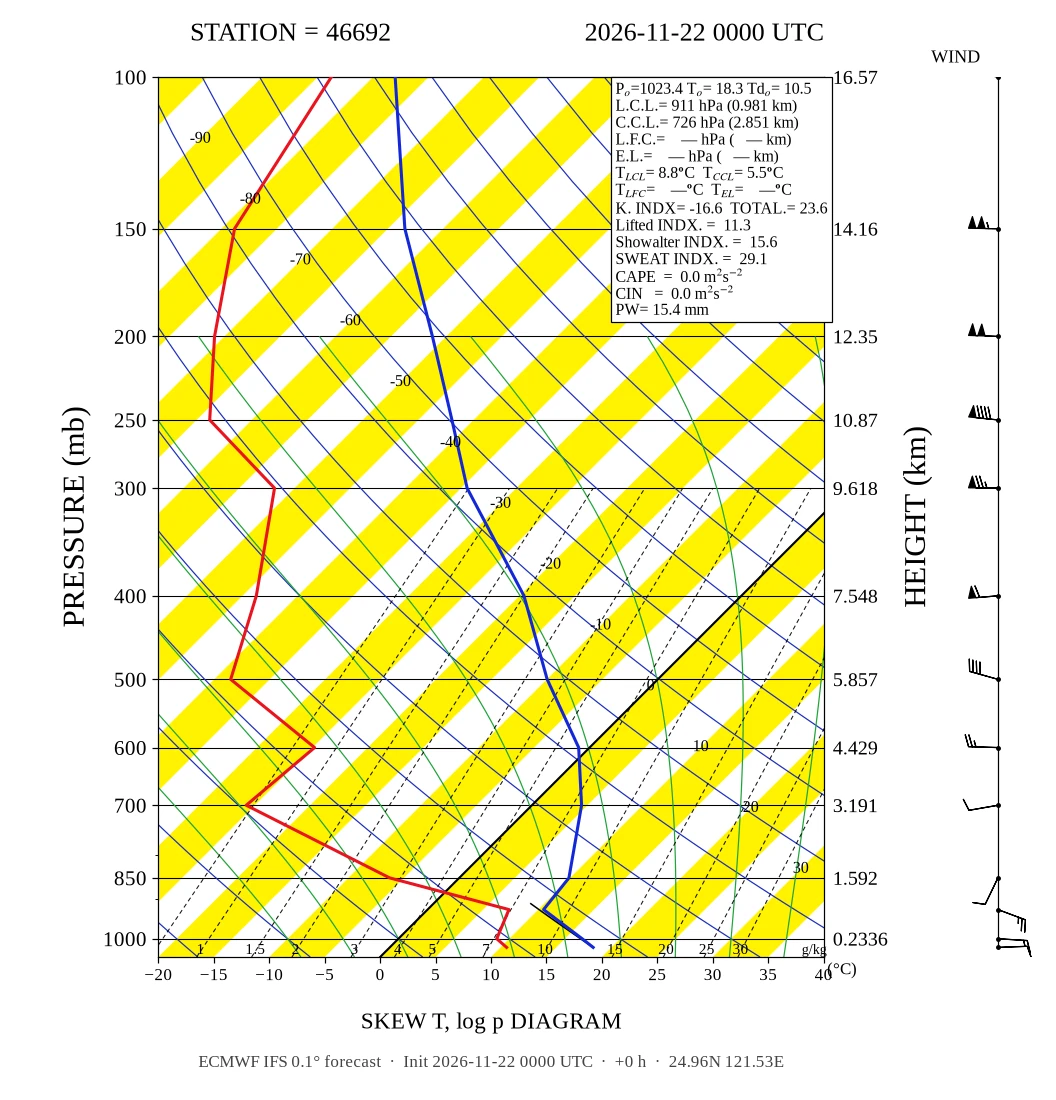 STATION = 46692 2026-11-22 0000 UTC
WIND
100 16.57
Pₒ=1023.4 Tₒ= 18.3 Tdₒ= 10.5
L.C.L.= 911 hPa (0.981 km)
C.C.L.= 726 hPa (2.851 km)
L.F.C.= — hPa ( — km)
E.L.= — hPa ( — km)
T_LCL= 8.8°C T_CCL= 5.5°C
T_LFC= —°C T_EL= —°C
K. INDX= -16.6 TOTAL.= 23.6
Lifted INDX. = 11.3
Showalter INDX. = 15.6
SWEAT INDX. = 29.1
CAPE = 0.0 m²s⁻²
CIN = 0.0 m²s⁻²
PW= 15.4 mm
-90
-80
150 14.16
-70
-60
200 12.35
-50
250 10.87
-40
300 9.618
-30
-20
400 7.548
-10
500 5.857
0
600 4.429
10
700 3.191
20
30
850 1.592
1000 0.2336
1 1.5 2 3 4 5 7 10 15 20 25 30 g/kg
−20 −15 −10 −5 0 5 10 15 20 25 30 35 40 (°C)
PRESSURE (mb)
HEIGHT (km)
SKEW T, log p DIAGRAM
ECMWF IFS 0.1° forecast · Init 2026-11-22 0000 UTC · +0 h · 24.96N 121.53E